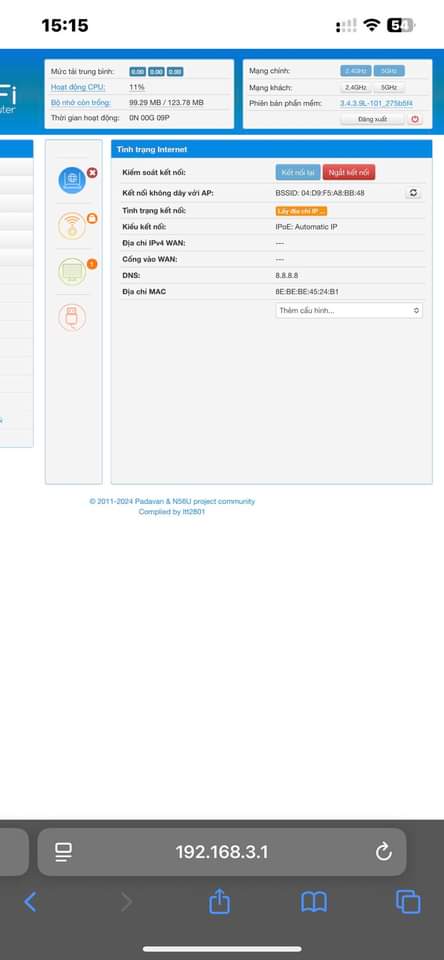 15:15
54
Fi
uter
Mức tải trung bình: 0.00 0.00 0.00
Hoạt động CPU: 11%
Bộ nhớ còn trống: 99.29 MB / 123.78 MB
Thời gian hoạt động: 0N 00G 09P
Mạng chính: 2.4GHz 5GHz
Mạng khách: 2.4GHz 5GHz
Phiên bản phần mềm: 3.4.3.9L-101_275b5f4
Đăng xuất
Tình trạng Internet
Kiểm soát kết nối: Kết nối lại Ngắt kết nối
Kết nối không dây với AP: BSSID: 04:D9:F5:A8:BB:48
Tình trạng kết nối: Lấy địa chỉ IP ...
Kiểu kết nối: IPoE: Automatic IP
Địa chỉ IPv4 WAN: ---
Cổng vào WAN: ---
DNS: 8.8.8.8
Địa chỉ MAC 8E:BE:BE:45:24:B1
Thêm cấu hình...
1
© 2011-2024 Padavan & N56U project community
Complied by ltt2801
192.168.3.1